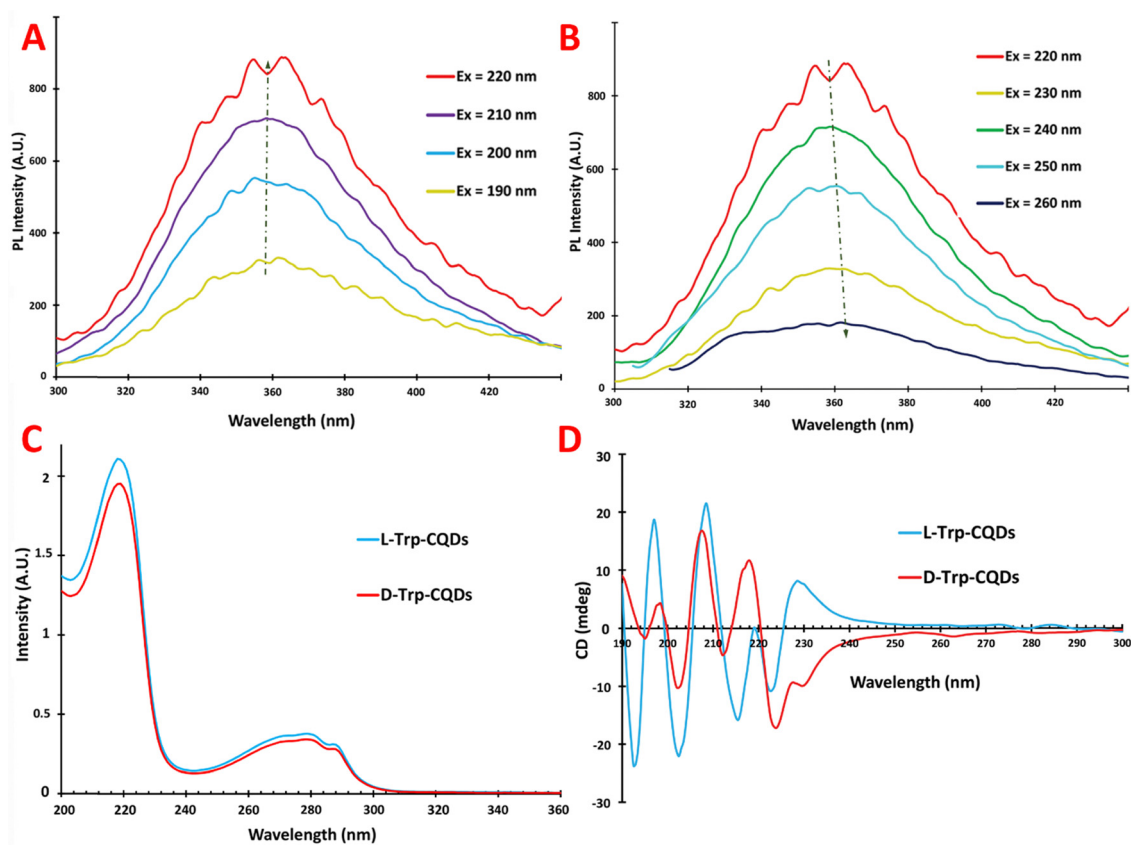 A
PL Intensity (A.U.)
800
600
400
200
0
300
320
340
360
380
400
420
Wavelength (nm)
Ex = 220 nm
Ex = 210 nm
Ex = 200 nm
Ex = 190 nm
B
PL Intensity (A.U.)
800
600
400
200
0
300
320
340
360
380
400
420
Wavelength (nm)
Ex = 220 nm
Ex = 230 nm
Ex = 240 nm
Ex = 250 nm
Ex = 260 nm
C
Intensity (A.U.)
2
1.5
1
0.5
0
200
220
240
260
280
300
320
340
360
Wavelength (nm)
L-Trp-CQDs
D-Trp-CQDs
D
CD (mdeg)
30
20
10
0
-10
-20
-30
190
200
210
220
230
240
250
260
270
280
290
300
Wavelength (nm)
L-Trp-CQDs
D-Trp-CQDs